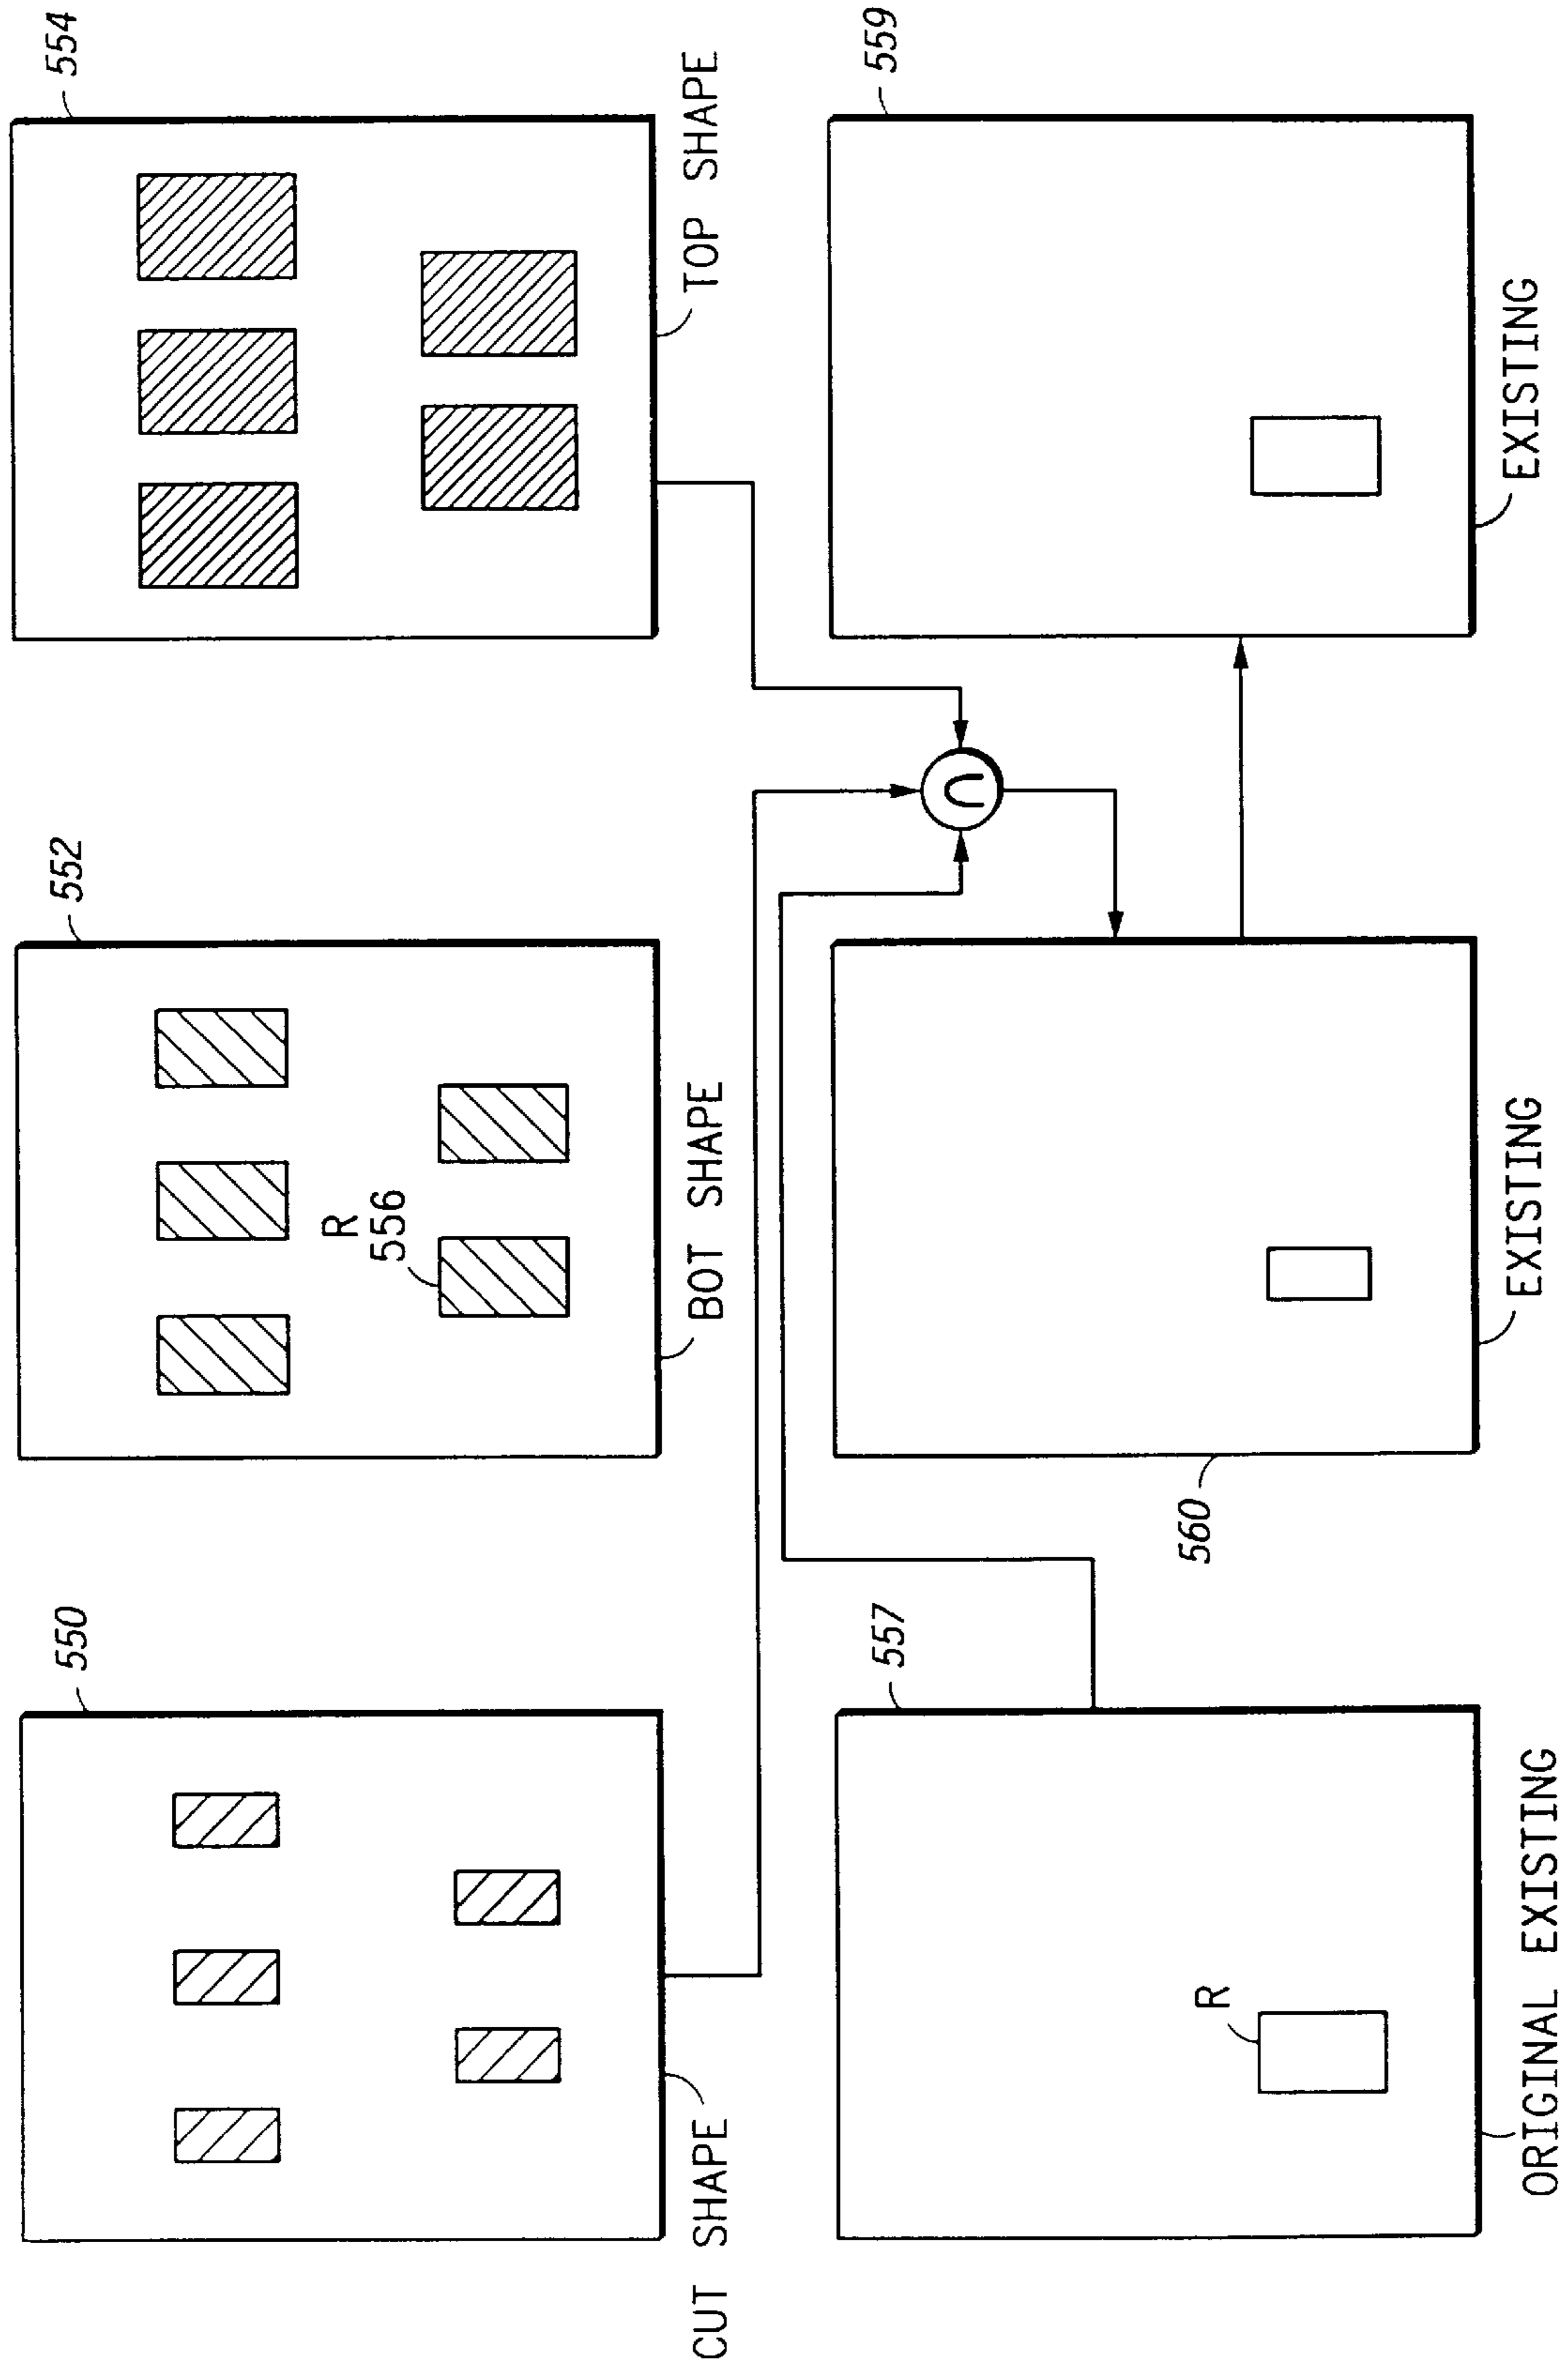 550
552
554
R
556
CUT SHAPE
BOT SHAPE
TOP SHAPE
557
559
∩
R
560
ORIGINAL EXISTING
EXISTING
EXISTING